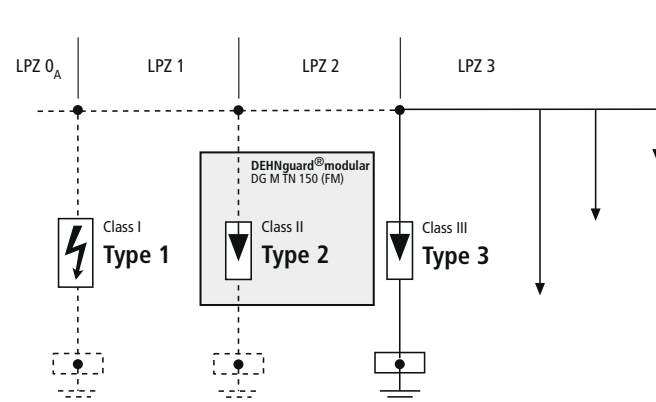 LPZ 0A
LPZ 1
LPZ 2
LPZ 3
DEHNguard®modular
DG M TN 150 (FM)
Class I
Type 1
Class II
Type 2
Class III
Type 3